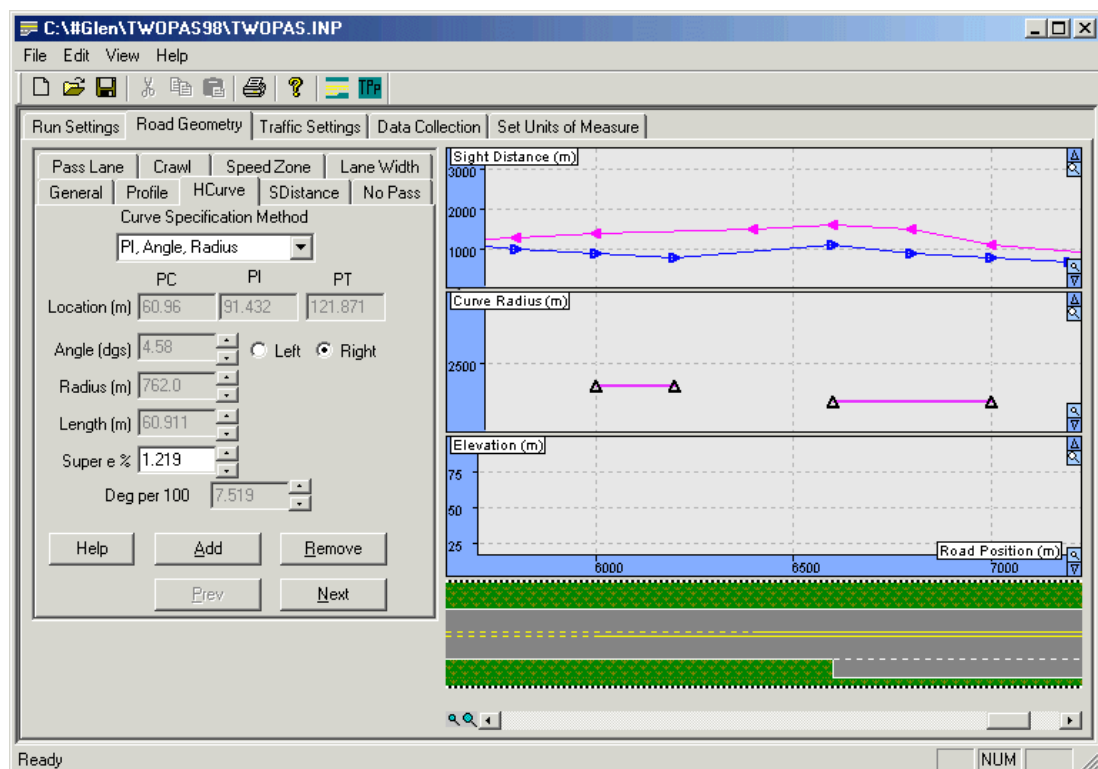 C:\#Glen\TWOPAS98\TWOPAS.INP
File Edit View Help
TPP
Run Settings Road Geometry Traffic Settings Data Collection Set Units of Measure
Pass Lane Crawl Speed Zone Lane Width
General Profile HCurve SDistance No Pass
Curve Specification Method
PI, Angle, Radius
PC PI PT
Location (m) 60.96 91.432 121.871
Angle (dgs) 4.58 Left Right
Radius (m) 762.0
Length (m) 60.911
Super e % 1.219
Deg per 100 7.519
Help Add Remove
Prev Next
Sight Distance (m)
3000
2000
1000
Curve Radius (m)
2500
Elevation (m)
75
50
25
Road Position (m)
6000 6500 7000
Ready NUM